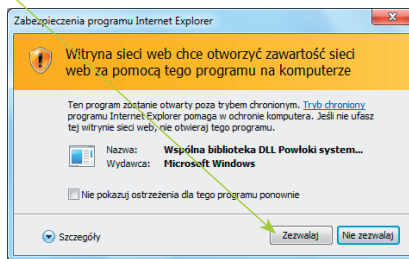 Zabezpieczenia programu Internet Explorer
Witryna sieci web chce otworzyć zawartość sieci
web za pomocą tego programu na komputerze
Ten program zostanie otwarty poza trybem chronionym. Tryb chroniony
programu Internet Explorer pomaga w ochronie komputera. Jeśli nie ufasz
tej witrynie sieci web, nie otwieraj tego programu.
Nazwa: Wspólna biblioteka DLL Powłoki system...
Wydawca: Microsoft Windows
Nie pokazuj ostrzeżenia dla tego programu ponownie
Szczegóły
Zezwalaj
Nie zezwalaj